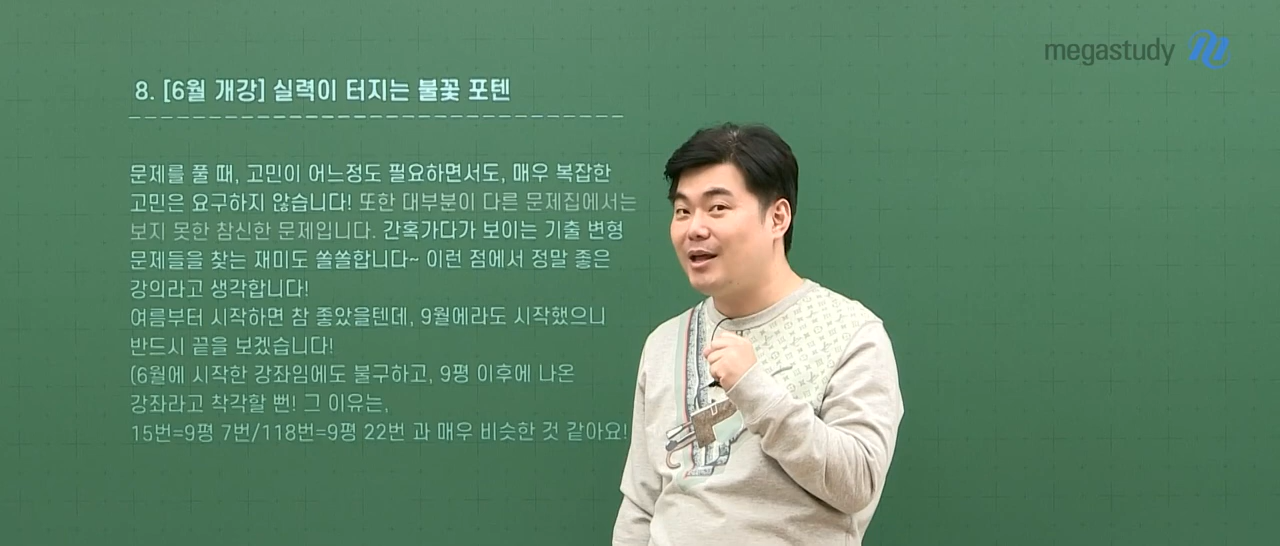 megastudy
8. [6월 개강] 실력이 터지는 불꽃 포텐
문제를 풀 때, 고민이 어느정도 필요하면서도, 매우 복잡한
고민은 요구하지 않습니다! 또한 대부분이 다른 문제집에서는
보지 못한 참신한 문제입니다. 간혹가다가 보이는 기출 변형
문제들을 찾는 재미도 쏠쏠합니다~ 이런 점에서 정말 좋은
강의라고 생각합니다!
여름부터 시작하면 참 좋았을텐데, 9월에라도 시작했으니
반드시 끝을 보겠습니다!
(6월에 시작한 강좌임에도 불구하고, 9평 이후에 나온
강좌라고 착각할 뻔! 그 이유는,
15번=9평 7번/118번=9평 22번 과 매우 비슷한 것 같아요!